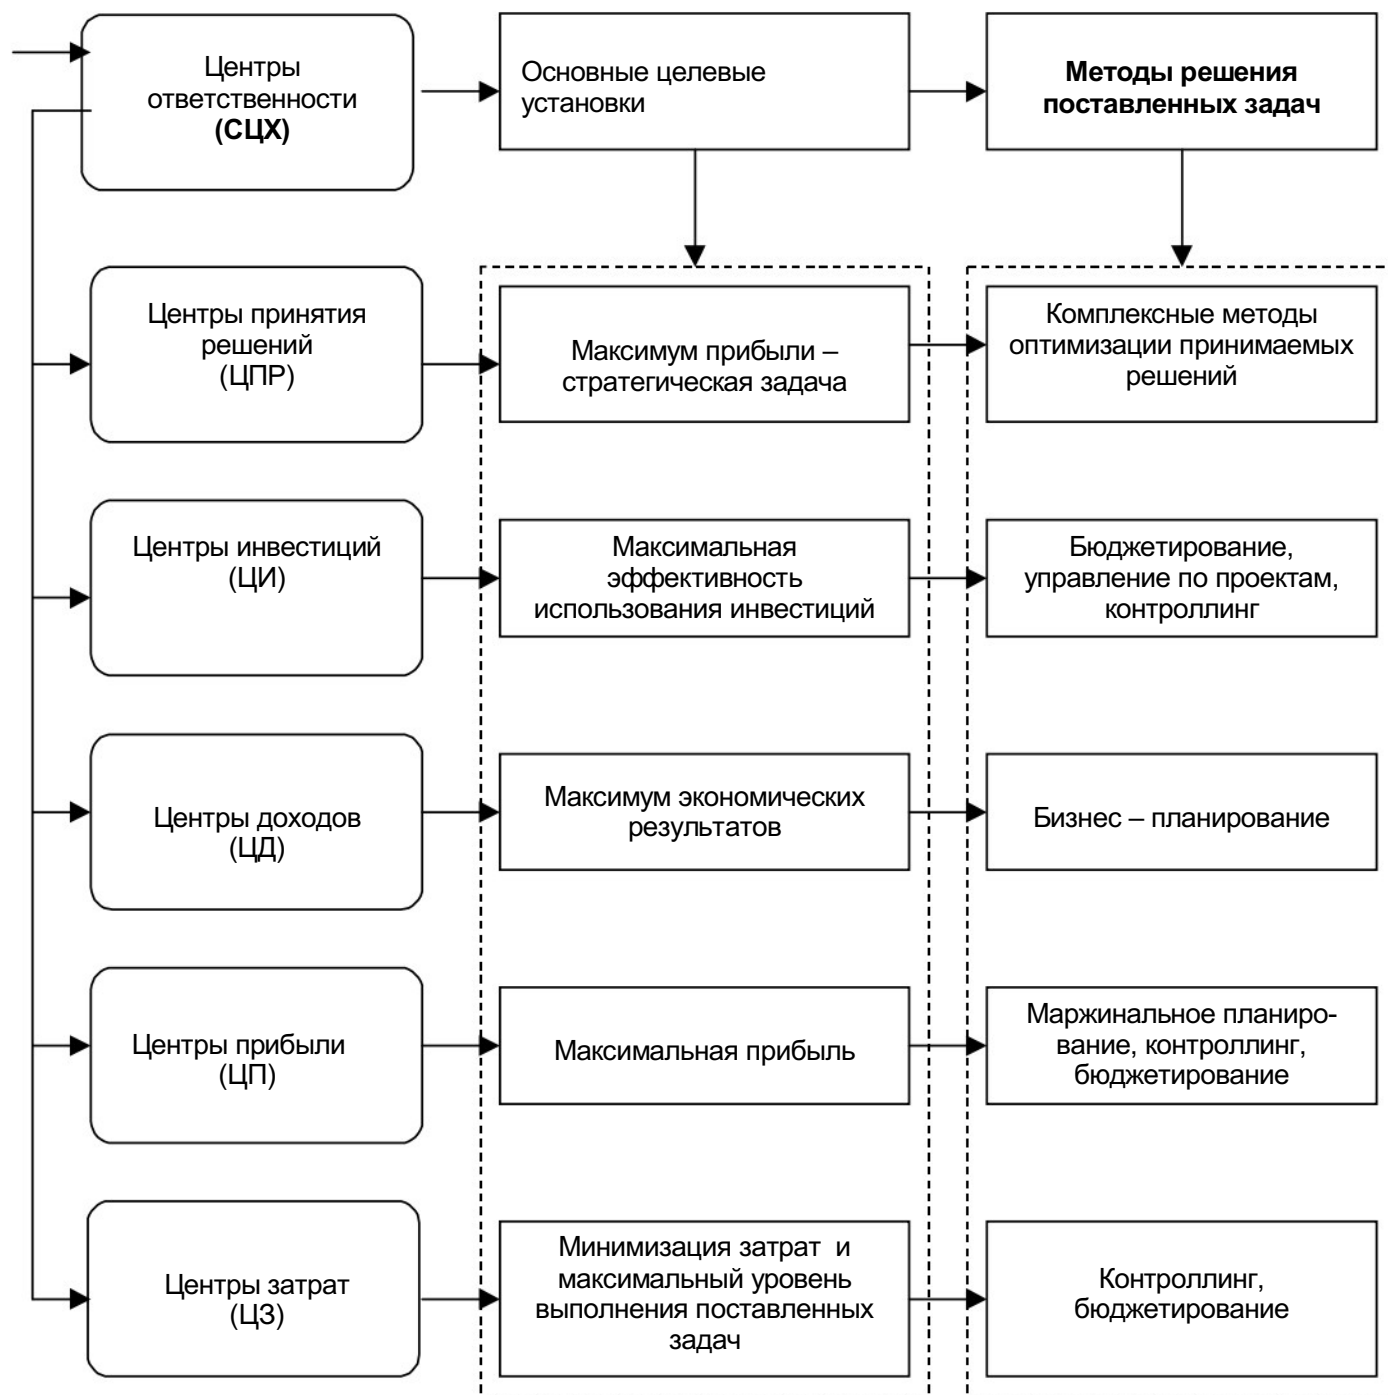 Центры
ответственности
(СЦХ)
Основные целевые
установки
Методы решения
поставленных задач
Центры принятия
решений
(ЦПР)
Максимум прибыли –
стратегическая задача
Комплексные методы
оптимизации принимаемых
решений
Центры инвестиций
(ЦИ)
Максимальная
эффективность
использования инвестиций
Бюджетирование,
управление по проектам,
контроллинг
Центры доходов
(ЦД)
Максимум экономических
результатов
Бизнес – планирование
Центры прибыли
(ЦП)
Максимальная прибыль
Маржинальное планиро-
вание, контроллинг,
бюджетирование
Центры затрат
(ЦЗ)
Минимизация затрат и
максимальный уровень
выполнения поставленных
задач
Контроллинг,
бюджетирование